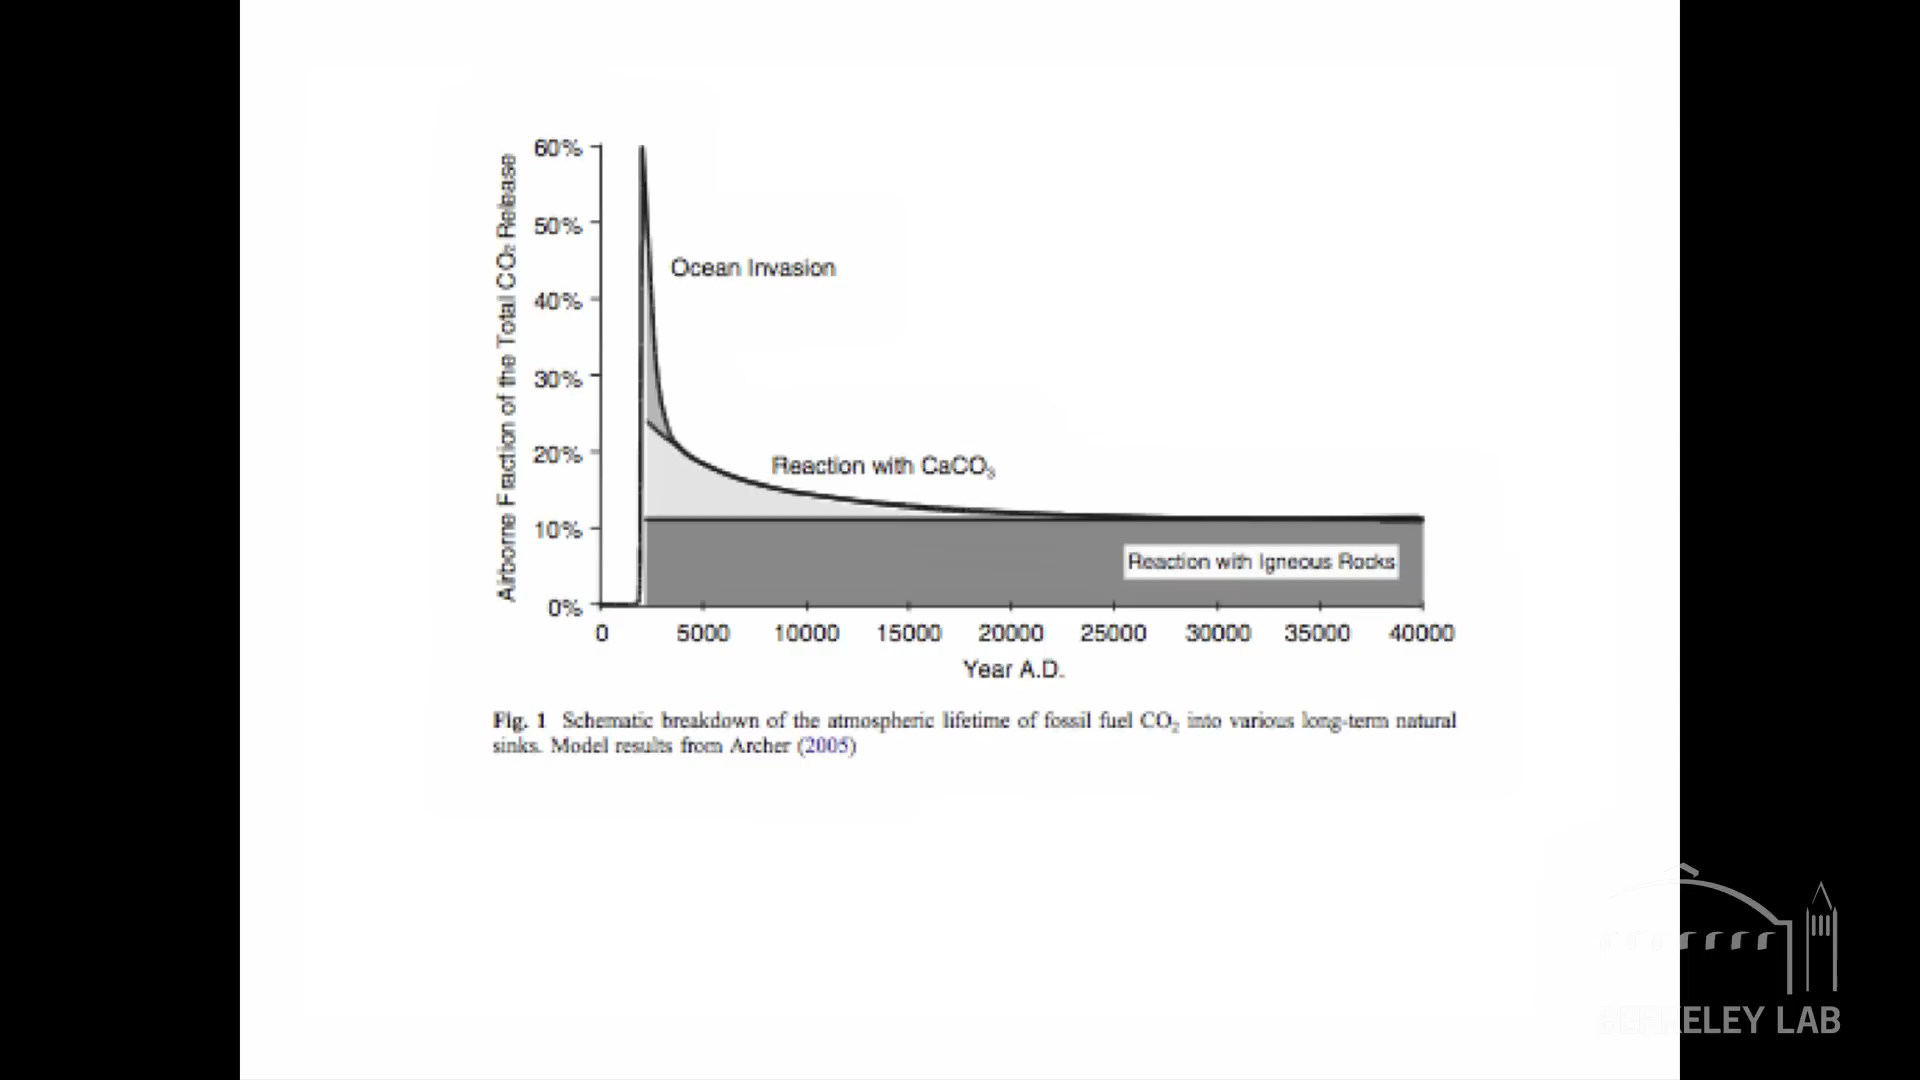 60%
50%
40%
30%
20%
10%
0%
Airborne Fraction of the Total CO₂ Release
Ocean Invasion
Reaction with CaCO₃
Reaction with Igneous Rocks
0 5000 10000 15000 20000 25000 30000 35000 40000
Year A.D.
Fig. 1 Schematic breakdown of the atmospheric lifetime of fossil fuel CO₂ into various long-term natural
sinks. Model results from Archer (2005)
BERKELEY LAB